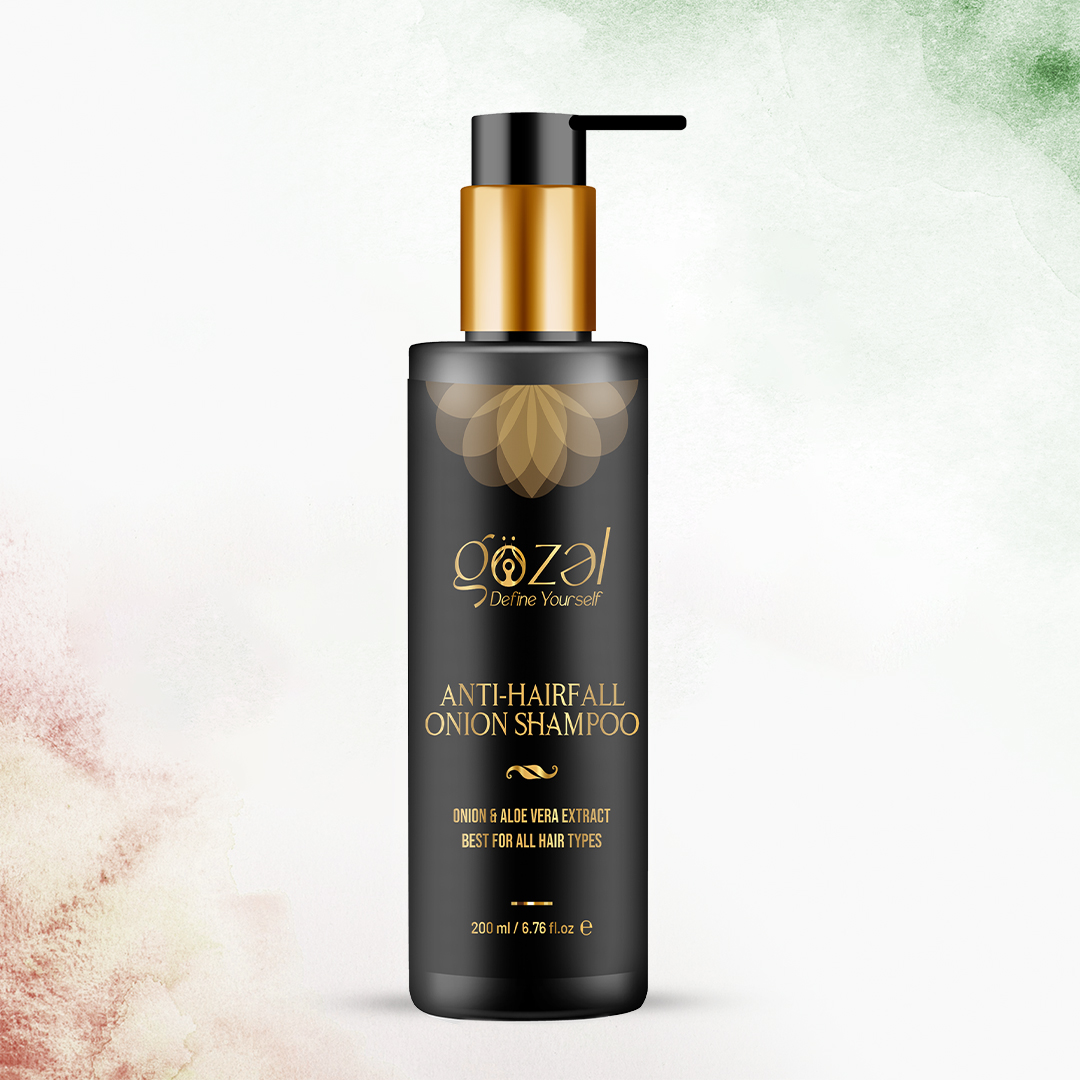 gözəl
Define Yourself
ANTI-HAIRFALL
ONION SHAMPOO
ONION & ALOE VERA EXTRACT
BEST FOR ALL HAIR TYPES
200 ml / 6.76 fl.oz ℮